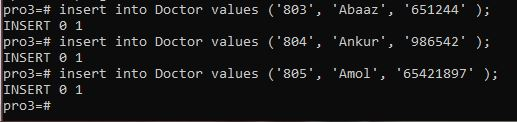 pro3=# insert into Doctor values ('803', 'Abaaz', '651244' );
INSERT 0 1
pro3=# insert into Doctor values ('804', 'Ankur', '986542' );
INSERT 0 1
pro3=# insert into Doctor values ('805', 'Amol', '65421897' );
INSERT 0 1
pro3=#